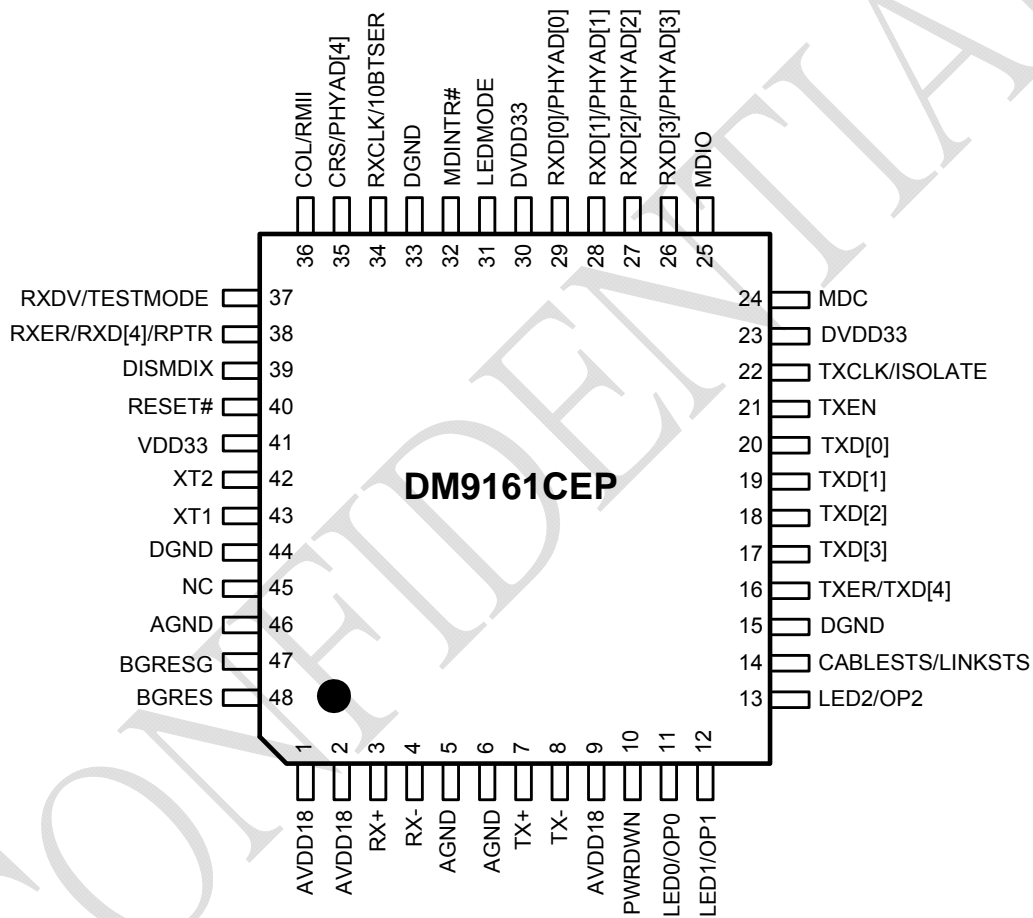 COL/RMII
CRS/PHYAD[4]
RXCLK/10BTSER
DGND
MDINTR#
LEDMODE
DVDD33
RXD[0]/PHYAD[0]
RXD[1]/PHYAD[1]
RXD[2]/PHYAD[2]
RXD[3]/PHYAD[3]
MDIO
36
35
34
33
32
31
30
29
28
27
26
25
RXDV/TESTMODE 37
RXER/RXD[4]/RPTR 38
DISMDIX 39
RESET# 40
VDD33 41
XT2 42
XT1 43
DGND 44
NC 45
AGND 46
BGRESG 47
BGRES 48
DM9161CEP
24 MDC
23 DVDD33
22 TXCLK/ISOLATE
21 TXEN
20 TXD[0]
19 TXD[1]
18 TXD[2]
17 TXD[3]
16 TXER/TXD[4]
15 DGND
14 CABLESTS/LINKSTS
13 LED2/OP2
1
2
3
4
5
6
7
8
9
10
11
12
AVDD18
AVDD18
RX+
RX-
AGND
AGND
TX+
TX-
AVDD18
PWRDWN
LED0/OP0
LED1/OP1
CONFIDENTIA